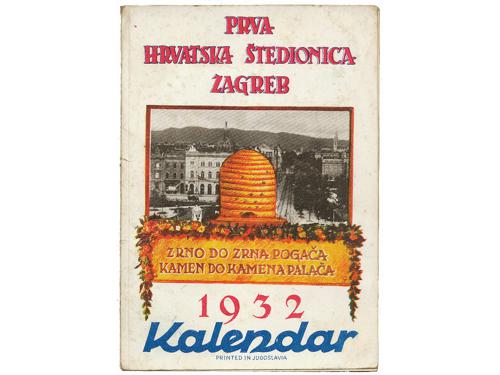 PRVA
HRVATSKA ŠTEDIONICA
ZAGREB
ZRNO DO ZRNA POGAČA
KAMEN DO KAMENA PALAČA
1932
Kalendar
PRINTED IN JUGOSLAVIA